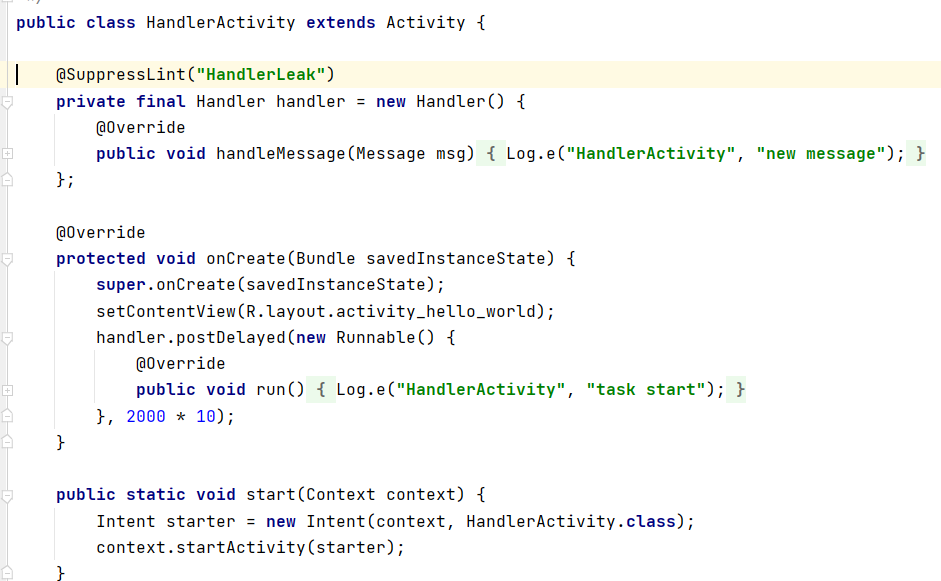 public class HandlerActivity extends Activity {
@SuppressLint("HandlerLeak")
private final Handler handler = new Handler() {
@Override
public void handleMessage(Message msg) { Log.e("HandlerActivity", "new message"); }
};
@Override
protected void onCreate(Bundle savedInstanceState) {
super.onCreate(savedInstanceState);
setContentView(R.layout.activity_hello_world);
handler.postDelayed(new Runnable() {
@Override
public void run() { Log.e("HandlerActivity", "task start"); }
}, 2000 * 10);
}
public static void start(Context context) {
Intent starter = new Intent(context, HandlerActivity.class);
context.startActivity(starter);
}